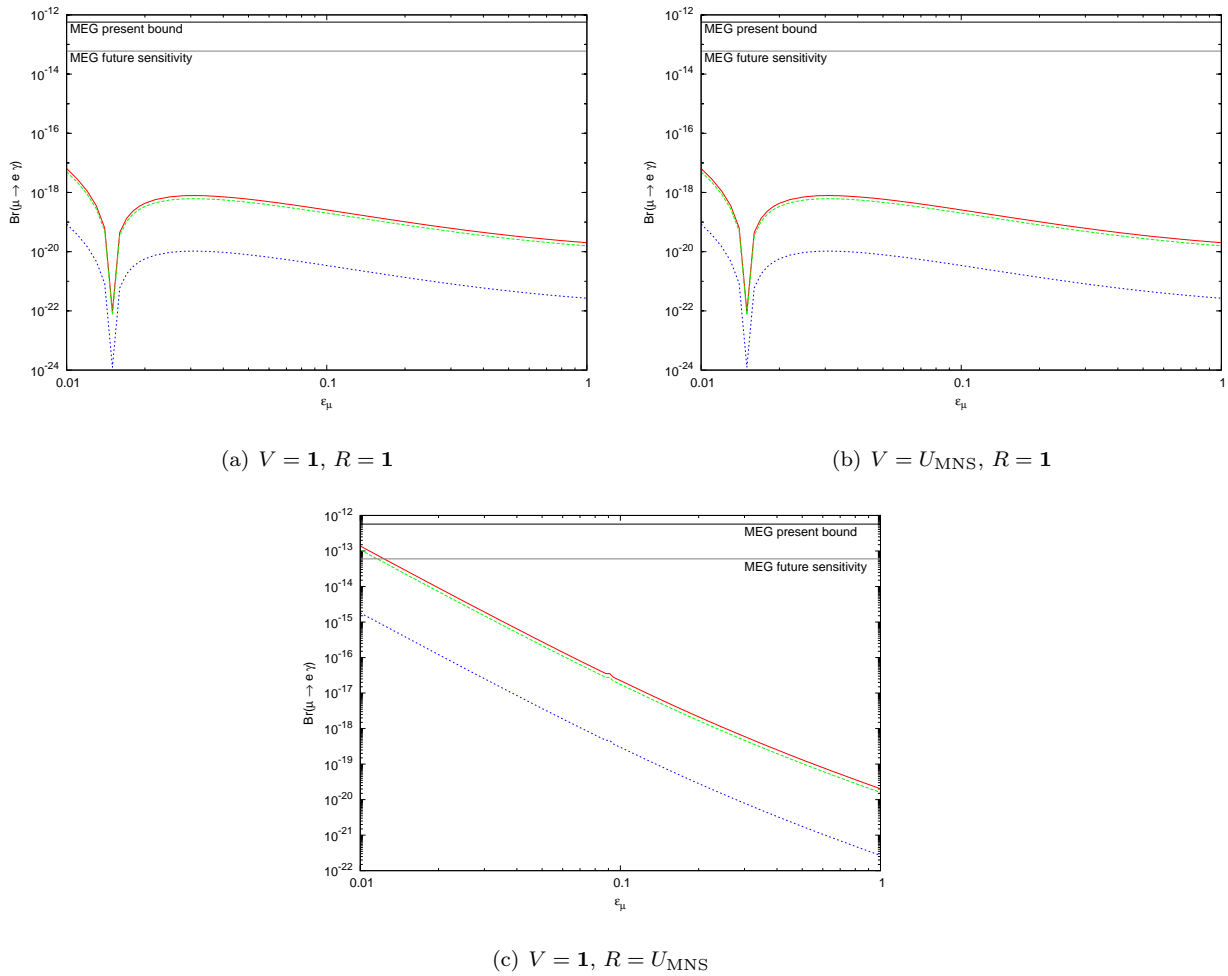 10^-12
MEG present bound
MEG future sensitivity
10^-14
10^-16
10^-18
10^-20
10^-22
10^-24
Br(μ → e γ)
0.01 0.1 1
ε_μ
(a) V = 1, R = 1
10^-12
MEG present bound
MEG future sensitivity
10^-14
10^-16
10^-18
10^-20
10^-22
10^-24
Br(μ → e γ)
0.01 0.1 1
ε_μ
(b) V = U_MNS, R = 1
10^-12
MEG present bound
10^-13
MEG future sensitivity
10^-14
10^-15
10^-16
10^-17
10^-18
10^-19
10^-20
10^-21
10^-22
Br(μ → e γ)
0.01 0.1 1
ε_μ
(c) V = 1, R = U_MNS